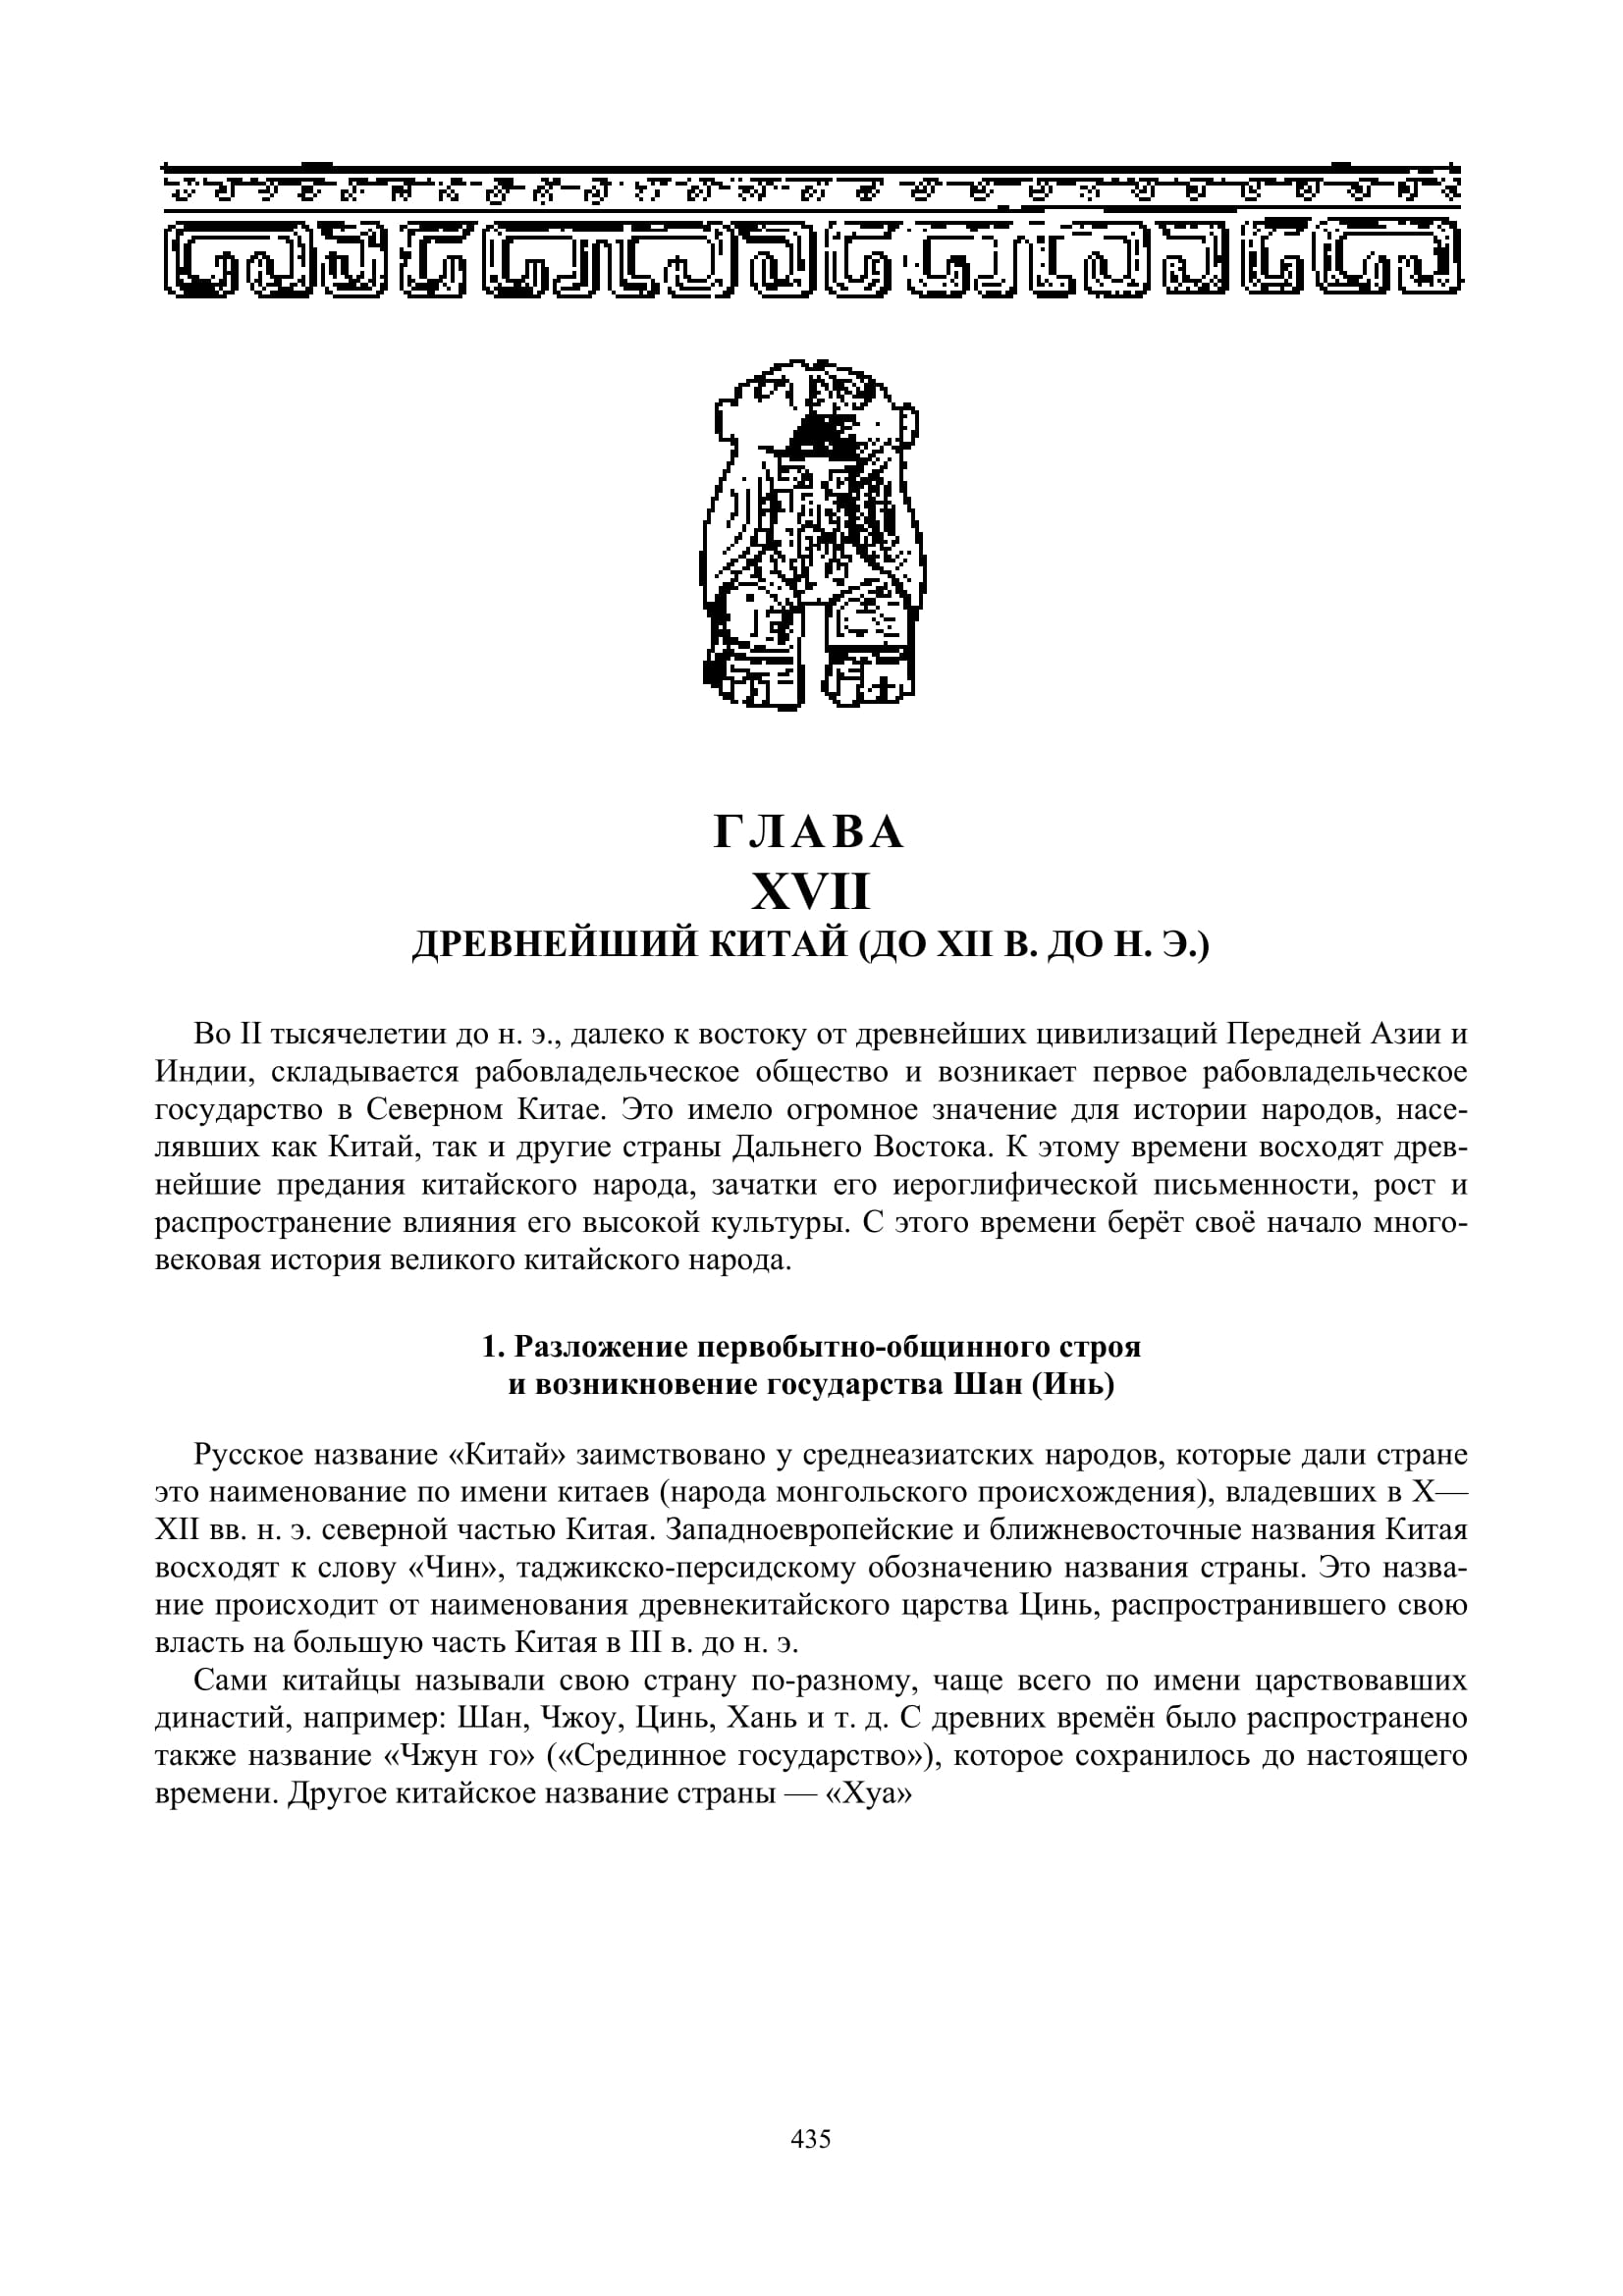 ГЛАВА
XVII
ДРЕВНЕЙШИЙ КИТАЙ (ДО XII В. ДО Н. Э.)
Во II тысячелетии до н. э., далеко к востоку от древнейших цивилизаций Передней Азии и
Индии, складывается рабовладельческое общество и возникает первое рабовладельческое
государство в Северном Китае. Это имело огромное значение для истории народов, насе-
лявших как Китай, так и другие страны Дальнего Востока. К этому времени восходят древ-
нейшие предания китайского народа, зачатки его иероглифической письменности, рост и
распространение влияния его высокой культуры. С этого времени берёт своё начало много-
вековая история великого китайского народа.
1. Разложение первобытно-общинного строя
и возникновение государства Шан (Инь)
Русское название «Китай» заимствовано у среднеазиатских народов, которые дали стране
это наименование по имени китаев (народа монгольского происхождения), владевших в X—
XII вв. н. э. северной частью Китая. Западноевропейские и ближневосточные названия Китая
восходят к слову «Чин», таджикско-персидскому обозначению названия страны. Это назва-
ние происходит от наименования древнекитайского царства Цинь, распространившего свою
власть на большую часть Китая в III в. до н. э.
Сами китайцы называли свою страну по-разному, чаще всего по имени царствовавших
династий, например: Шан, Чжоу, Цинь, Хань и т. д. С древних времён было распространено
также название «Чжун го» («Срединное государство»), которое сохранилось до настоящего
времени. Другое китайское название страны — «Хуа»
435